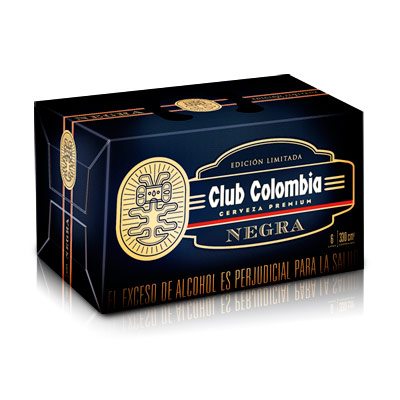 EDICIÓN LIMITADA
Club Colombia
CERVEZA PREMIUM
NEGRA
6 330 cm³
EL EXCESO DE ALCOHOL ES PERJUDICIAL PARA LA SALUD
NEGRA